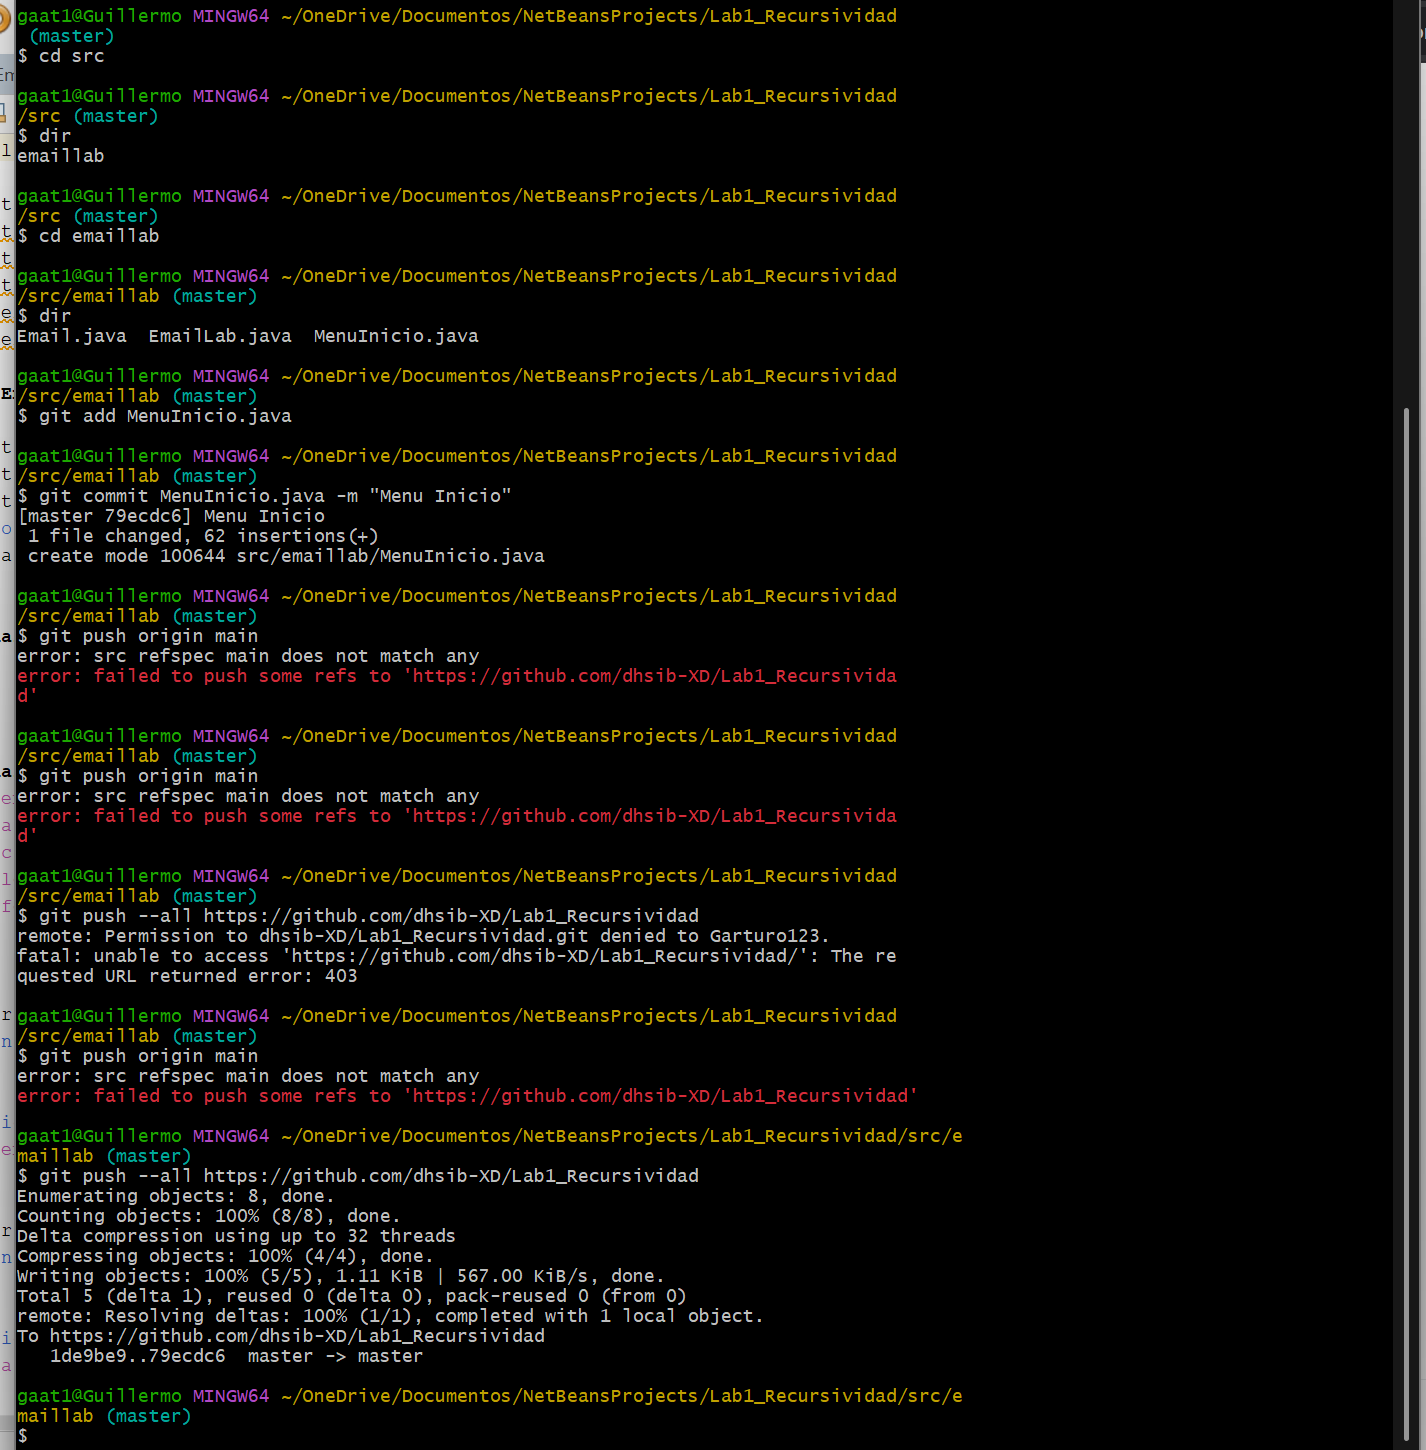 gaat1@Guillermo MINGW64 ~/OneDrive/Documentos/NetBeansProjects/Lab1_Recursividad
(master)
$ cd src
gaat1@Guillermo MINGW64 ~/OneDrive/Documentos/NetBeansProjects/Lab1_Recursividad
/src (master)
$ dir
emaillab
gaat1@Guillermo MINGW64 ~/OneDrive/Documentos/NetBeansProjects/Lab1_Recursividad
/src (master)
$ cd emaillab
gaat1@Guillermo MINGW64 ~/OneDrive/Documentos/NetBeansProjects/Lab1_Recursividad
/src/emaillab (master)
$ dir
Email.java  EmailLab.java  MenuInicio.java
gaat1@Guillermo MINGW64 ~/OneDrive/Documentos/NetBeansProjects/Lab1_Recursividad
/src/emaillab (master)
$ git add MenuInicio.java
gaat1@Guillermo MINGW64 ~/OneDrive/Documentos/NetBeansProjects/Lab1_Recursividad
/src/emaillab (master)
$ git commit MenuInicio.java -m "Menu Inicio"
[master 79ecdc6] Menu Inicio
1 file changed, 62 insertions(+)
create mode 100644 src/emaillab/MenuInicio.java
gaat1@Guillermo MINGW64 ~/OneDrive/Documentos/NetBeansProjects/Lab1_Recursividad
/src/emaillab (master)
$ git push origin main
error: src refspec main does not match any
error: failed to push some refs to 'https://github.com/dhsib-XD/Lab1_Recursivida
d'
gaat1@Guillermo MINGW64 ~/OneDrive/Documentos/NetBeansProjects/Lab1_Recursividad
/src/emaillab (master)
$ git push origin main
error: src refspec main does not match any
error: failed to push some refs to 'https://github.com/dhsib-XD/Lab1_Recursivida
d'
gaat1@Guillermo MINGW64 ~/OneDrive/Documentos/NetBeansProjects/Lab1_Recursividad
/src/emaillab (master)
$ git push --all https://github.com/dhsib-XD/Lab1_Recursividad
remote: Permission to dhsib-XD/Lab1_Recursividad.git denied to Garturo123.
fatal: unable to access 'https://github.com/dhsib-XD/Lab1_Recursividad/': The re
quested URL returned error: 403
gaat1@Guillermo MINGW64 ~/OneDrive/Documentos/NetBeansProjects/Lab1_Recursividad
/src/emaillab (master)
$ git push origin main
error: src refspec main does not match any
error: failed to push some refs to 'https://github.com/dhsib-XD/Lab1_Recursividad'
gaat1@Guillermo MINGW64 ~/OneDrive/Documentos/NetBeansProjects/Lab1_Recursividad/src/e
maillab (master)
$ git push --all https://github.com/dhsib-XD/Lab1_Recursividad
Enumerating objects: 8, done.
Counting objects: 100% (8/8), done.
Delta compression using up to 32 threads
Compressing objects: 100% (4/4), done.
Writing objects: 100% (5/5), 1.11 KiB | 567.00 KiB/s, done.
Total 5 (delta 1), reused 0 (delta 0), pack-reused 0 (from 0)
remote: Resolving deltas: 100% (1/1), completed with 1 local object.
To https://github.com/dhsib-XD/Lab1_Recursividad
1de9be9..79ecdc6  master -> master
gaat1@Guillermo MINGW64 ~/OneDrive/Documentos/NetBeansProjects/Lab1_Recursividad/src/e
maillab (master)
$